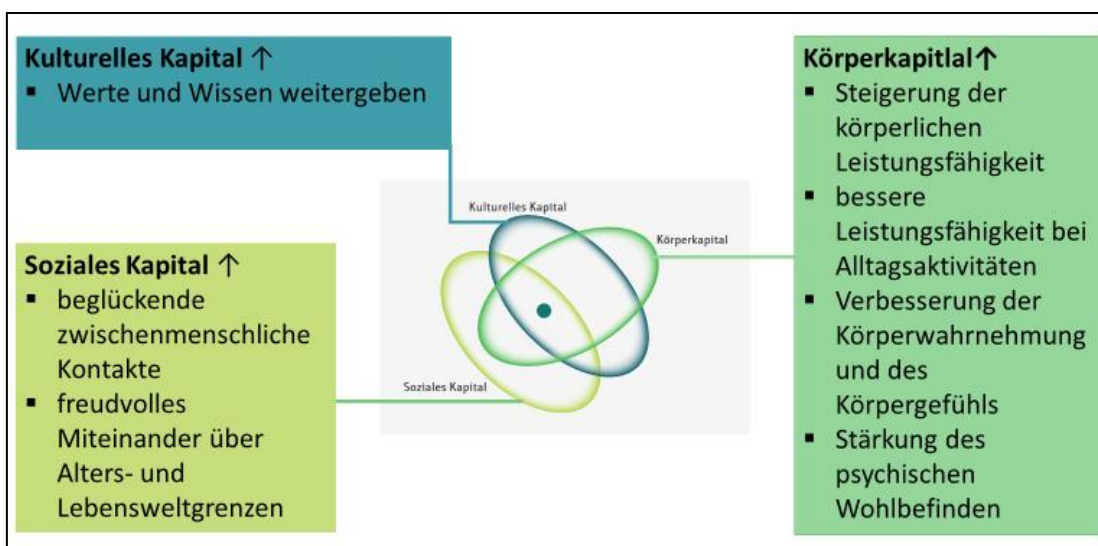 Kulturelles Kapital ↑
▪ Werte und Wissen weitergeben
Soziales Kapital ↑
▪ beglückende
zwischenmenschliche
Kontakte
▪ freudvolles
Miteinander über
Alters- und
Lebensweltgrenzen
Kulturelles Kapital
Körperkapital
Soziales Kapital
Körperkapitlal↑
▪ Steigerung der
körperlichen
Leistungsfähigkeit
▪ bessere
Leistungsfähigkeit bei
Alltagsaktivitäten
▪ Verbesserung der
Körperwahrnehmung
und des
Körpergefühls
▪ Stärkung des
psychischen
Wohlbefinden